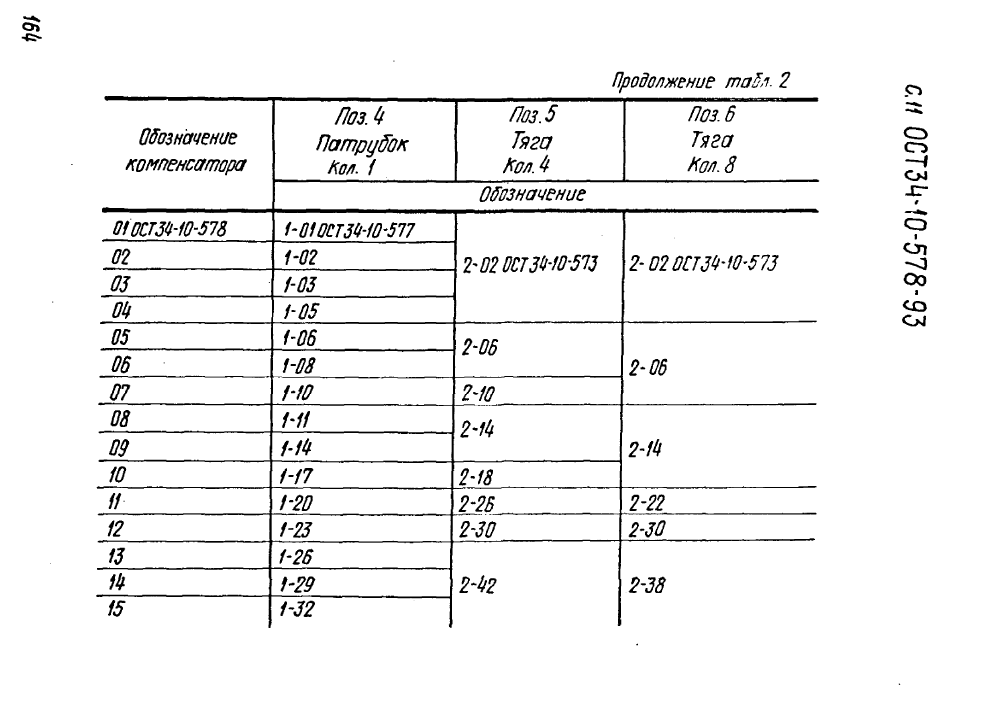 164
Продолжение табл. 2
С.11 ОСТ34-10-578-93
Обозначение компенсатора | Поз. 4 Патрубок Кол. 1 | Поз. 5 Тяга Кол. 4 | Поз. 6 Тяга Кол. 8
Обозначение
01 ОСТ34-10-578 | 1-01 ОСТ34-10-577 | 2-02 ОСТ34-10-573 | 2-02 ОСТ34-10-573
02 | 1-02
03 | 1-03
04 | 1-05
05 | 1-06 | 2-06 | 2-06
06 | 1-08
07 | 1-10 | 2-10
08 | 1-11 | 2-14 | 2-14
09 | 1-14
10 | 1-17 | 2-18
11 | 1-20 | 2-26 | 2-22
12 | 1-23 | 2-30 | 2-30
13 | 1-26 | 2-42 | 2-38
14 | 1-29
15 | 1-32